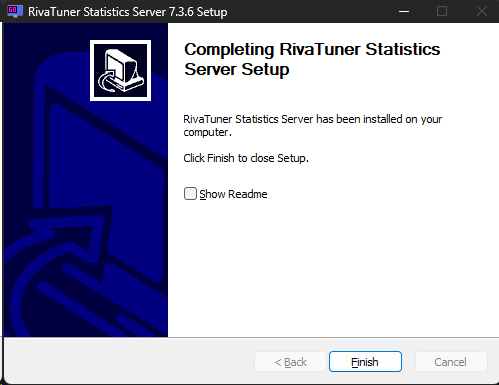 RivaTuner Statistics Server 7.3.6 Setup
Completing RivaTuner Statistics
Server Setup
RivaTuner Statistics Server has been installed on your
computer.
Click Finish to close Setup.
Show Readme
< Back
Finish
Cancel